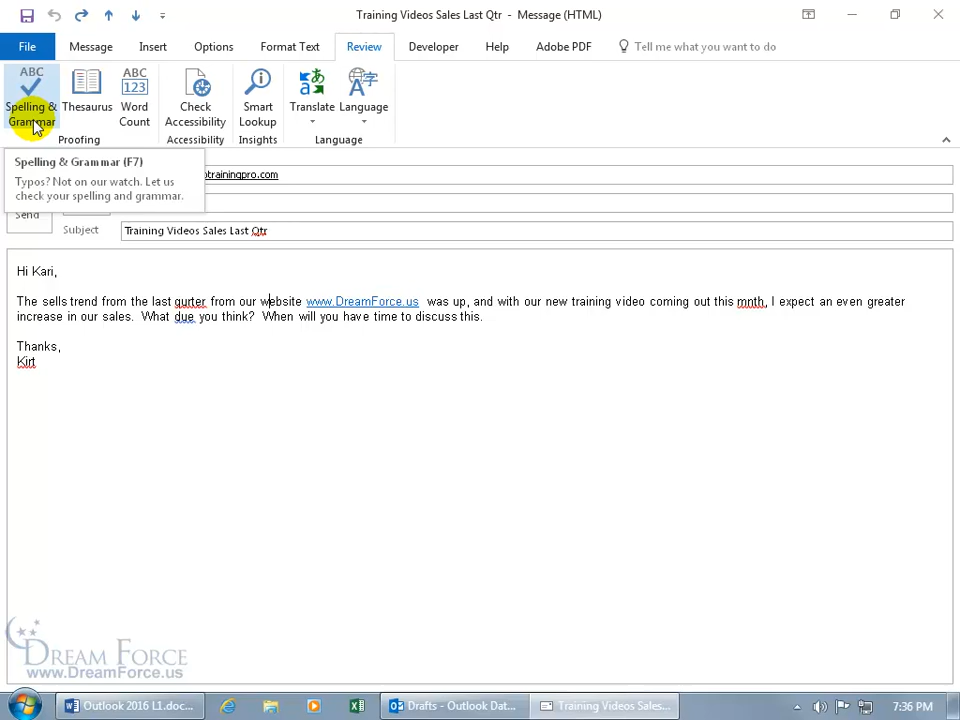 Training Videos Sales Last Qtr - Message (HTML)
File Message Insert Options Format Text Review Developer Help Adobe PDF Tell me what you want to do
ABC Spelling & Grammar
Thesaurus
ABC 123 Word Count
Check Accessibility
Smart Lookup
Translate
Language
Proofing Accessibility Insights Language
Spelling & Grammar (F7)
Typos? Not on our watch. Let us
check your spelling and grammar.
otrainingpro.com
Send
Subject Training Videos Sales Last Qtr
Hi Kari,
The sells trend from the last qurter from our website www.DreamForce.us was up, and with our new training video coming out this mnth, I expect an even greater
increase in our sales. What due you think? When will you have time to discuss this.
Thanks,
Kirt
DREAM FORCE
www.DreamForce.us
Outlook 2016 L1.doc... Drafts - Outlook Dat... Training Videos Sales... 7:36 PM